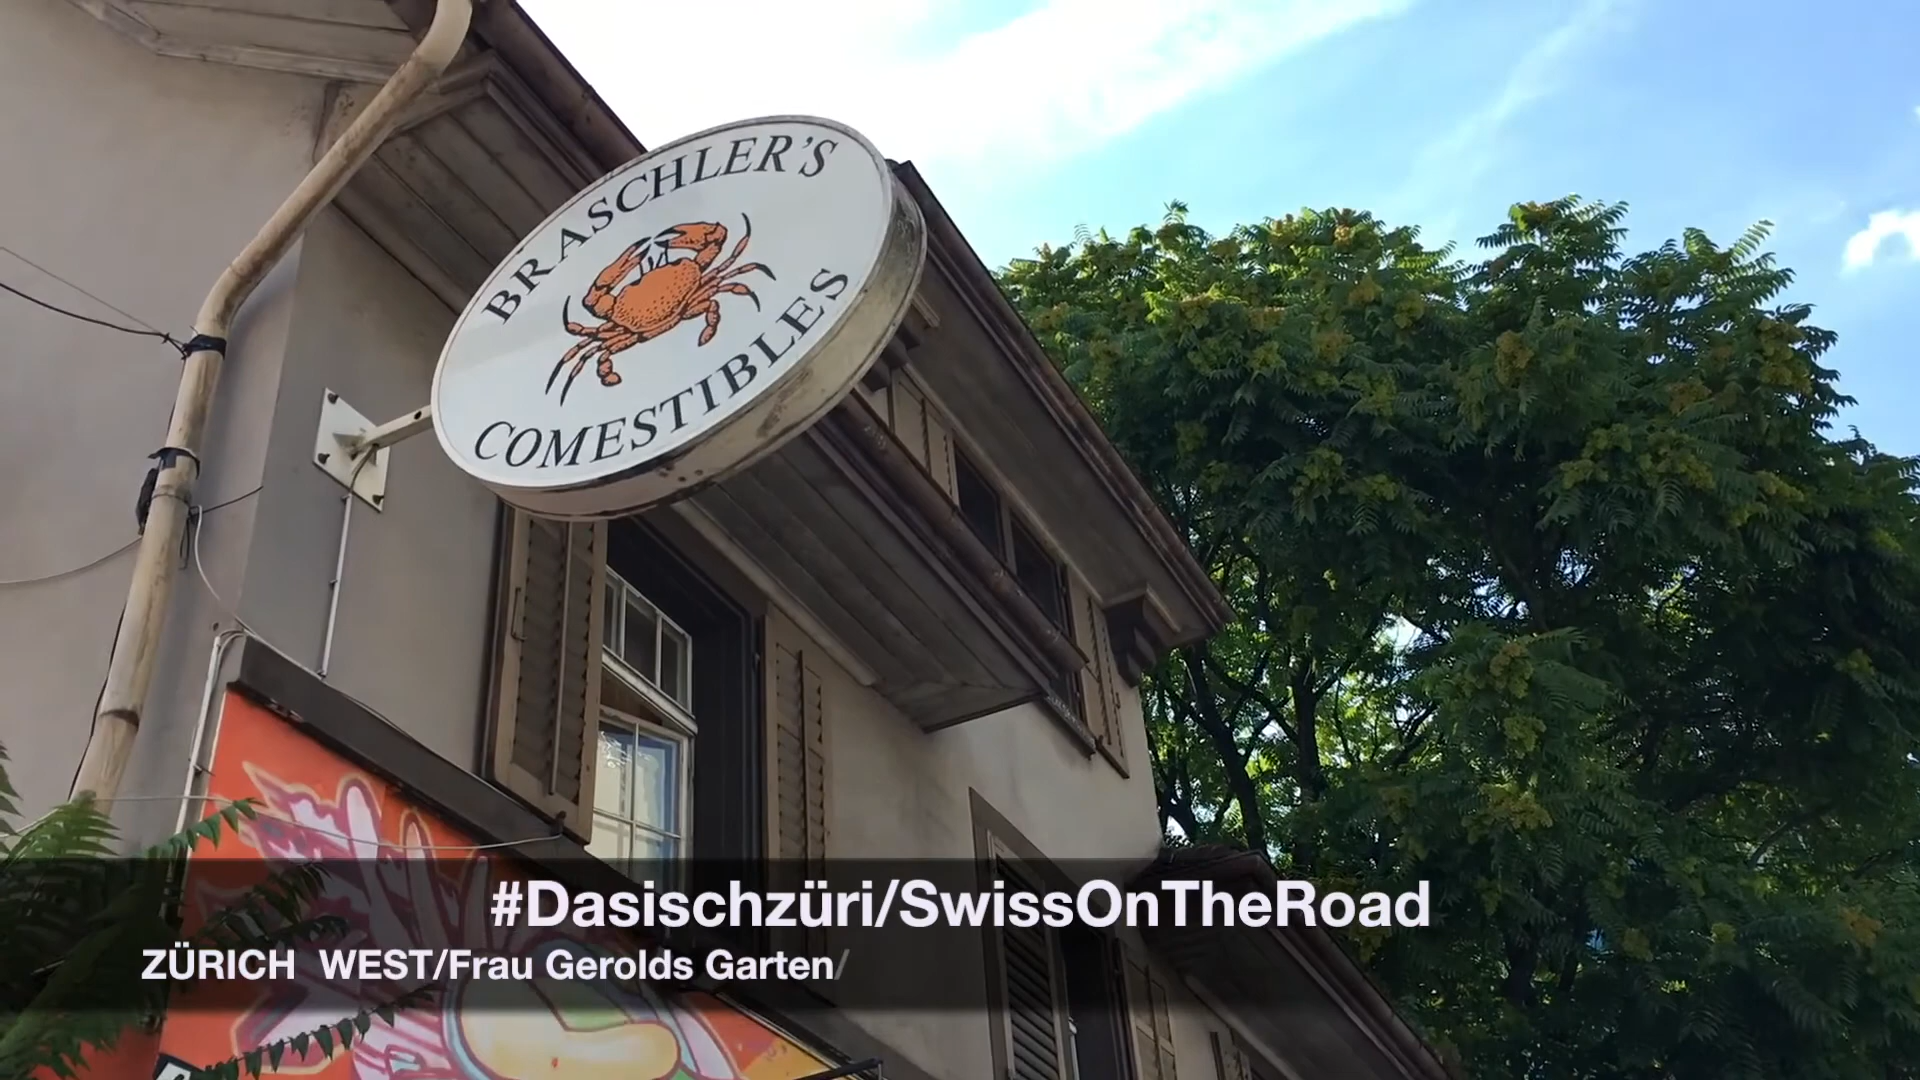 BRASCHLER'S
COMESTIBLES
#Dasischzüri/SwissOnTheRoad
ZÜRICH WEST/Frau Gerolds Garten/